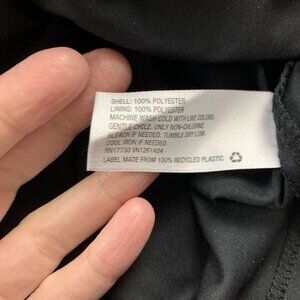 SHELL: 100% POLYESTER
LINING: 100% POLYESTER
MACHINE WASH COLD WITH LIKE COLORS.
GENTLE CYCLE. ONLY NON-CHLORINE
BLEACH IF NEEDED. TUMBLE DRY LOW.
COOL IRON IF NEEDED.
RN17730 VN1261424
LABEL MADE FROM 100% RECYCLED PLASTIC